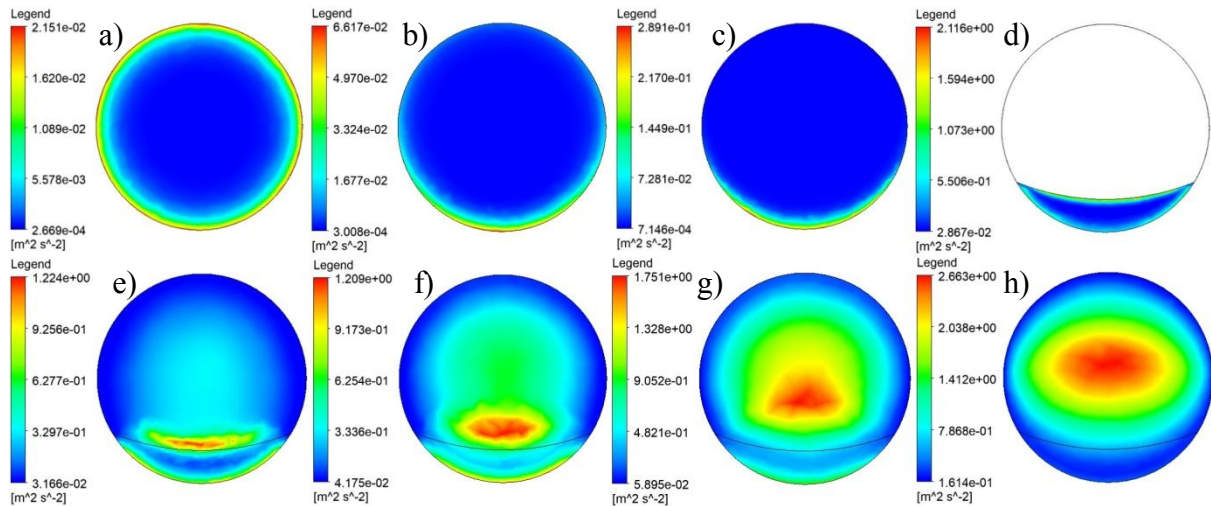 Legend
2.151e-02
1.620e-02
1.089e-02
5.578e-03
2.669e-04
[m^2 s^-2]
a)
Legend
6.617e-02
4.970e-02
3.324e-02
1.677e-02
3.008e-04
[m^2 s^-2]
b)
Legend
2.891e-01
2.170e-01
1.449e-01
7.281e-02
7.146e-04
[m^2 s^-2]
c)
Legend
2.116e+00
1.594e+00
1.073e+00
5.506e-01
2.867e-02
[m^2 s^-2]
d)
Legend
1.224e+00
9.256e-01
6.277e-01
3.297e-01
3.166e-02
[m^2 s^-2]
e)
Legend
1.209e+00
9.173e-01
6.254e-01
3.336e-01
4.175e-02
[m^2 s^-2]
f)
Legend
1.751e+00
1.328e+00
9.052e-01
4.821e-01
5.895e-02
[m^2 s^-2]
g)
Legend
2.663e+00
2.038e+00
1.412e+00
7.868e-01
1.614e-01
[m^2 s^-2]
h)